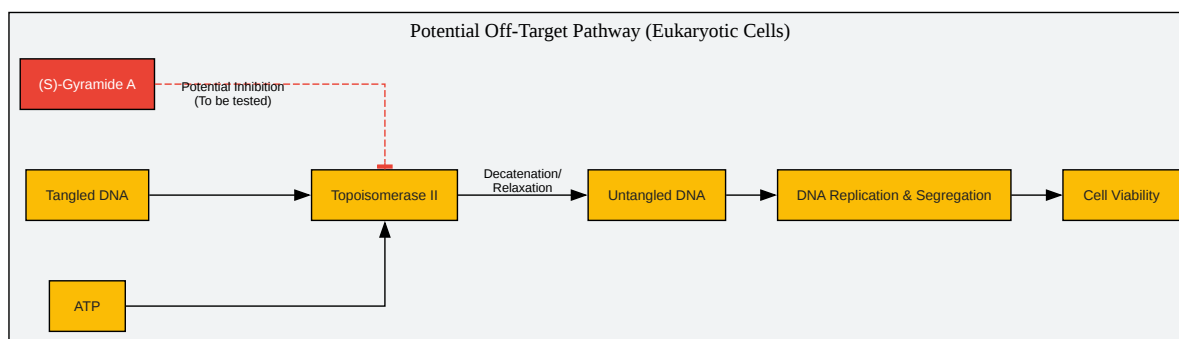 Potential Off-Target Pathway (Eukaryotic Cells)
(S)-Gyramide A
Potential Inhibition
(To be tested)
Tangled DNA
Topoisomerase II
Decatenation/
Relaxation
Untangled DNA
DNA Replication & Segregation
Cell Viability
ATP